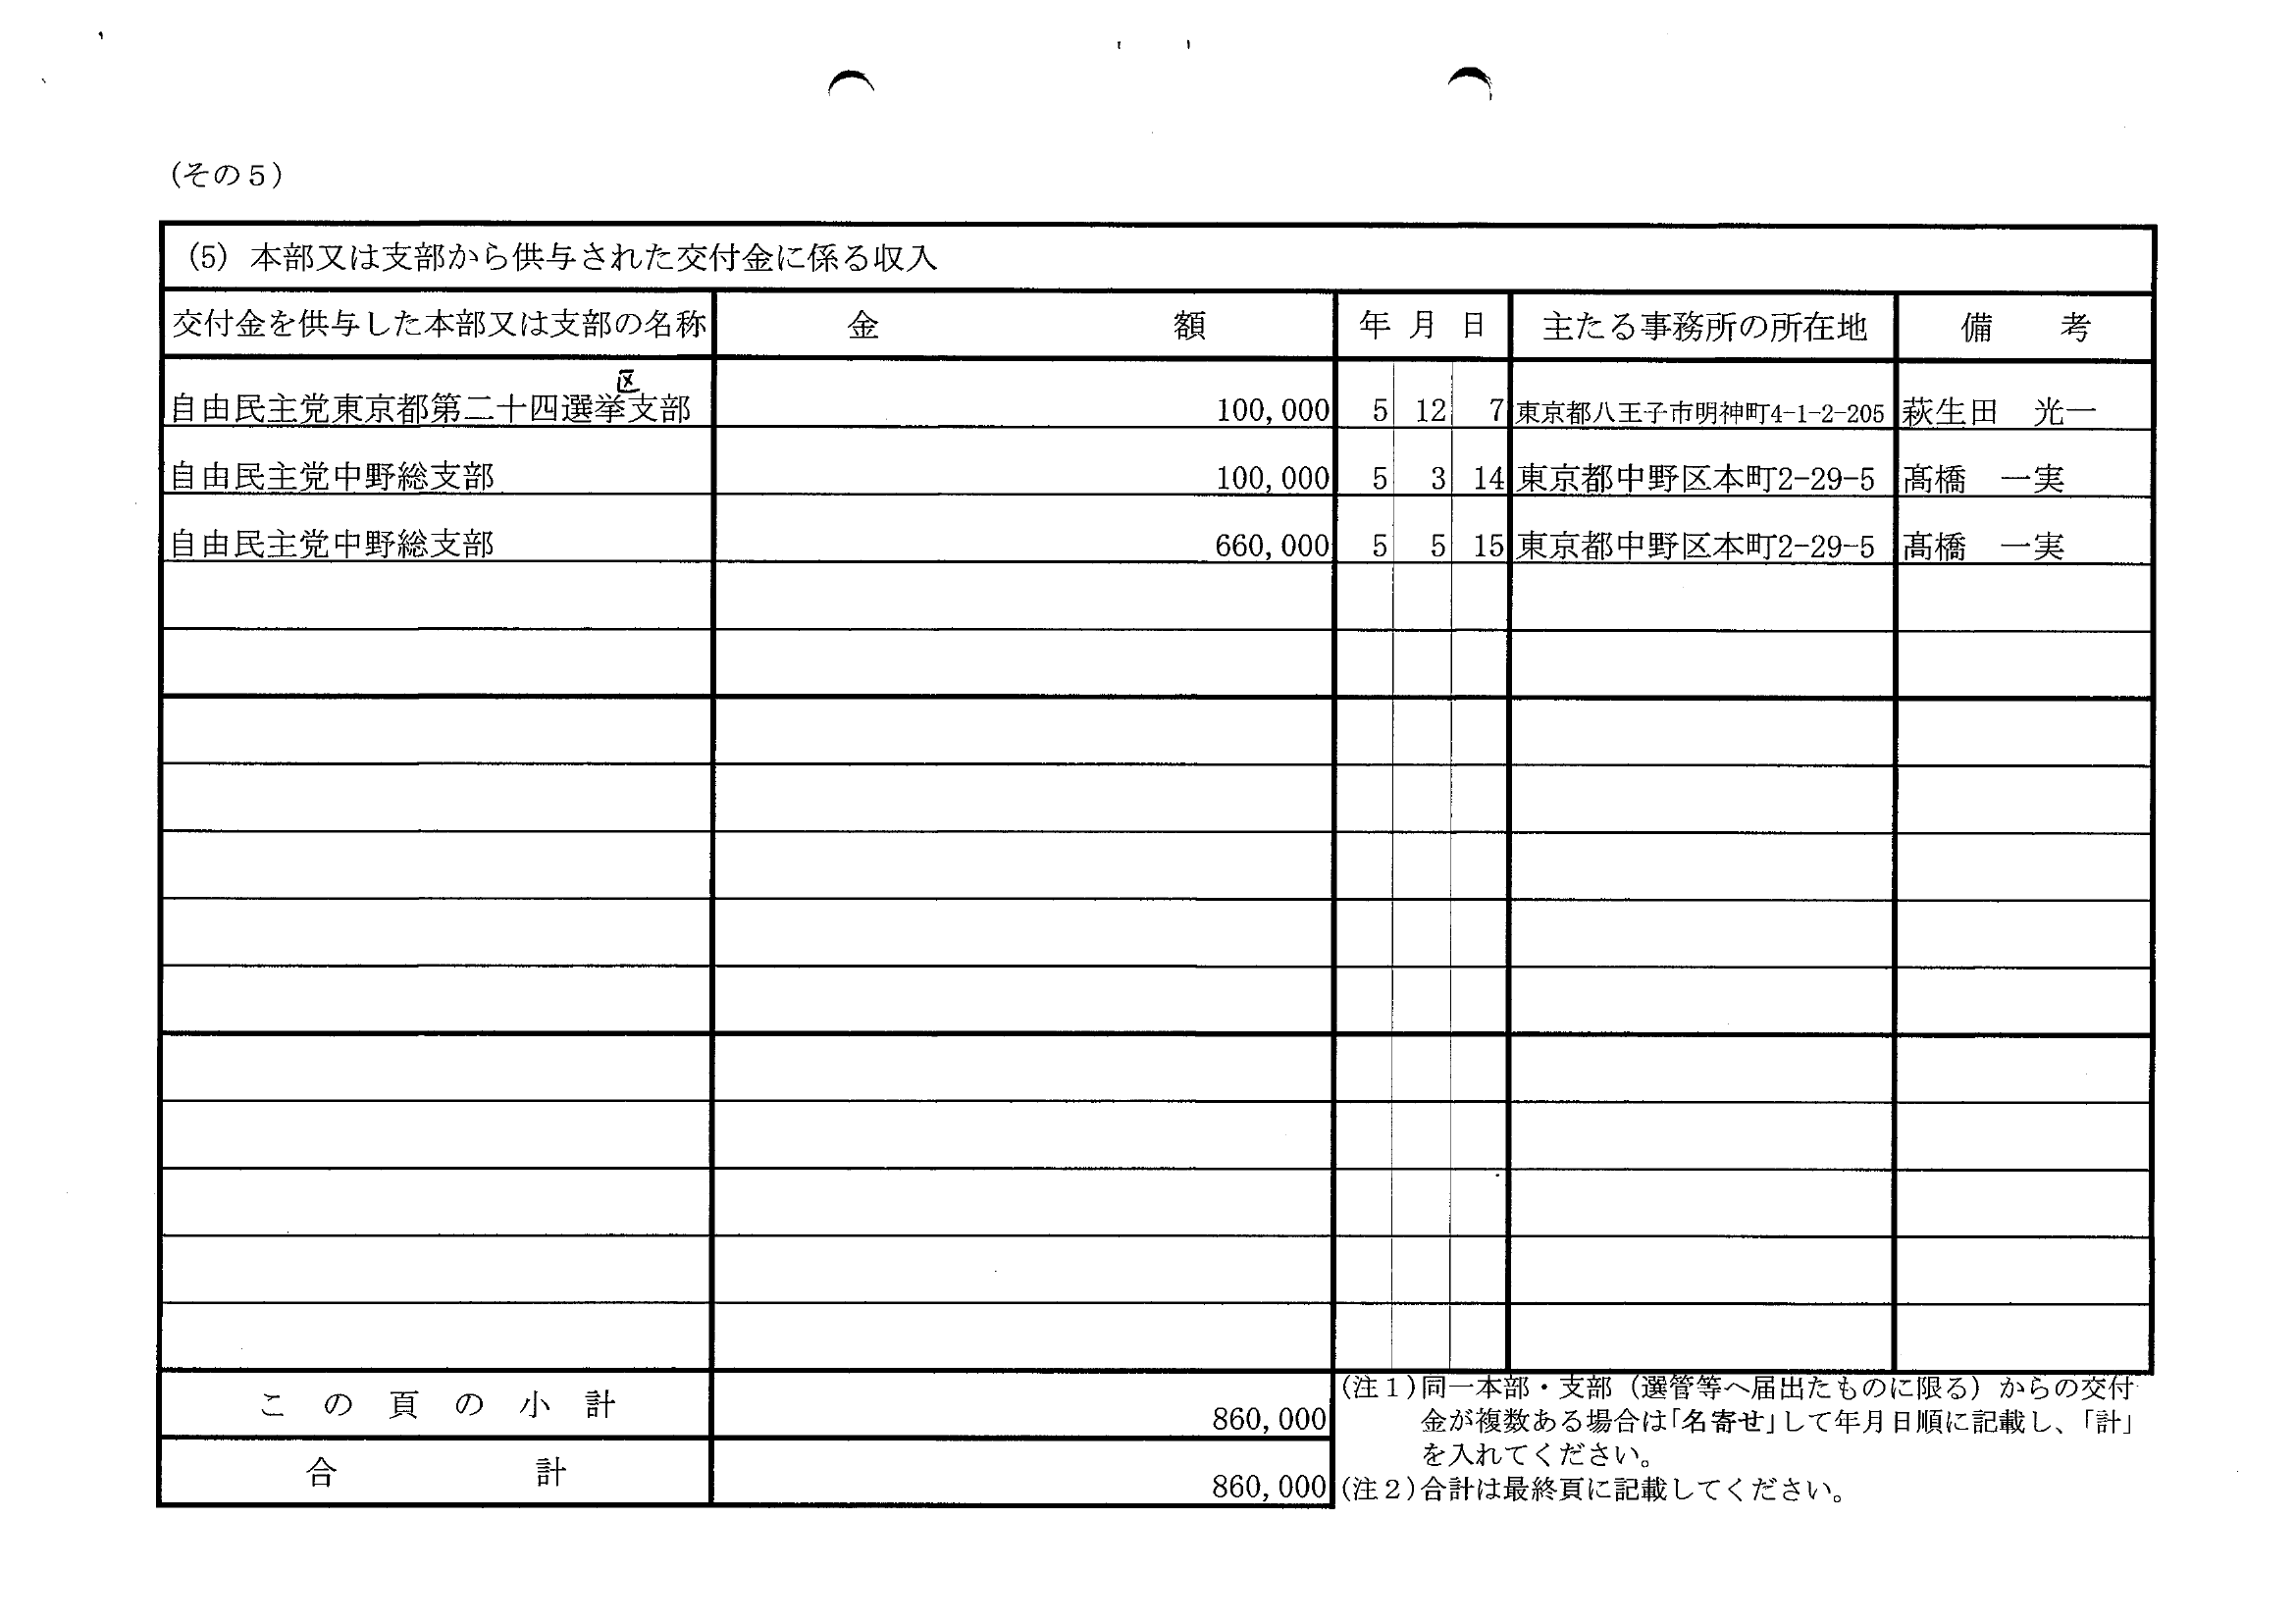 （その５）
（5）本部又は支部から供与された交付金に係る収入
交付金を供与した本部又は支部の名称　金　額　年　月　日　主たる事務所の所在地　備　考
区
自由民主党東京都第二十四選挙支部　100,000　5　12　7　東京都八王子市明神町4-1-2-205　萩生田　光一
自由民主党中野総支部　100,000　5　3　14　東京都中野区本町2-29-5　髙橋　一実
自由民主党中野総支部　660,000　5　5　15　東京都中野区本町2-29-5　髙橋　一実
この頁の小計　860,000
合　計　860,000
（注１）同一本部・支部（選管等へ届出たものに限る）からの交付
金が複数ある場合は「名寄せ」して年月日順に記載し、「計」
を入れてください。
（注２）合計は最終頁に記載してください。